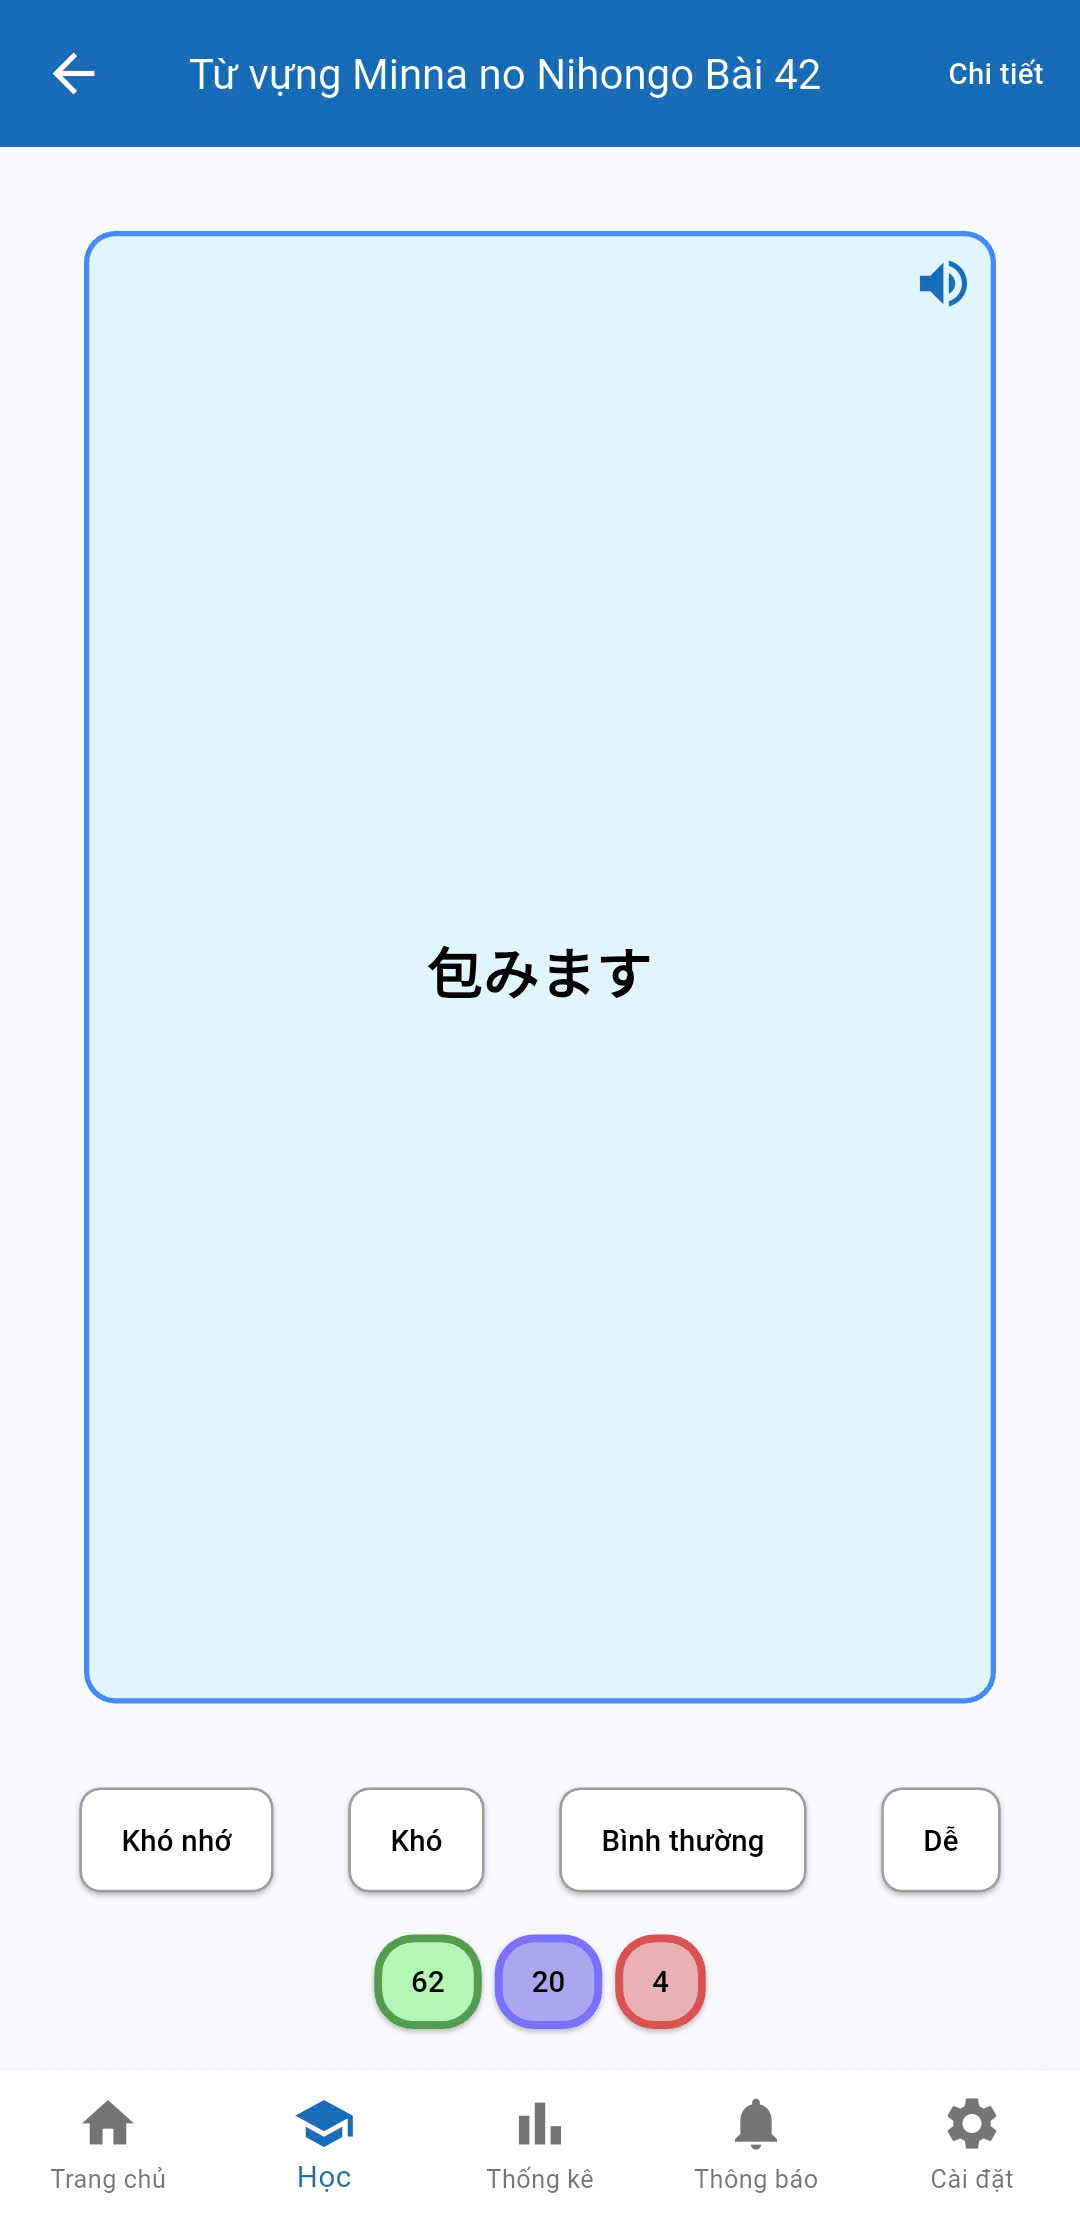 Từ vựng Minna no Nihongo Bài 42
Chi tiết
包みます
Khó nhớ
Khó
Bình thường
Dễ
62
20
4
Trang chủ
Học
Thống kê
Thông báo
Cài đặt